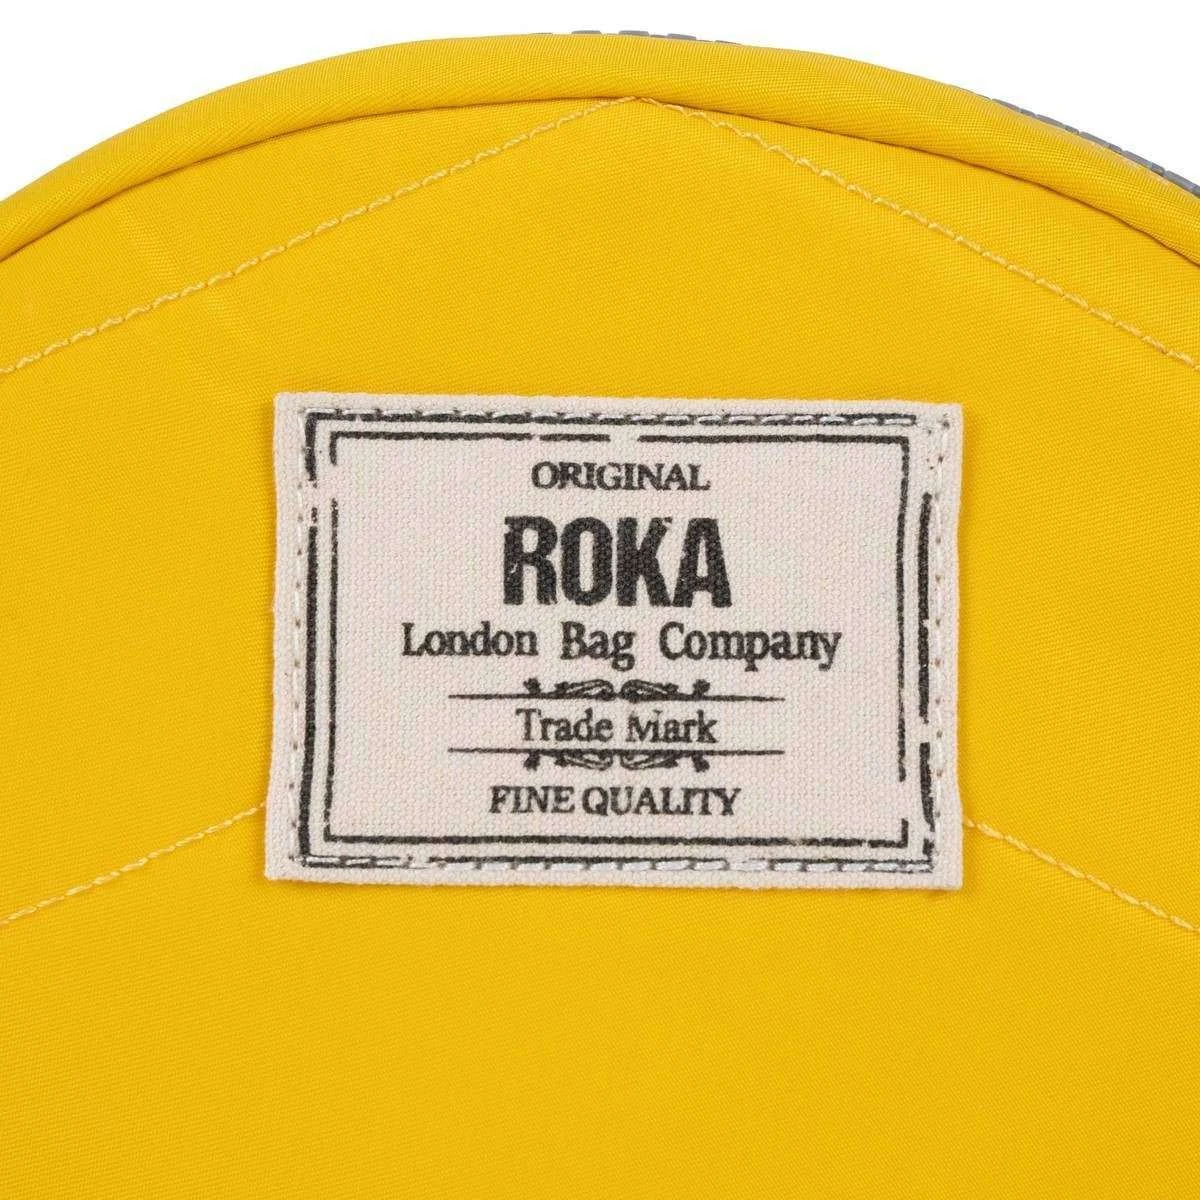 ORIGINAL
ROKA
London Bag Company
Trade Mark
FINE QUALITY